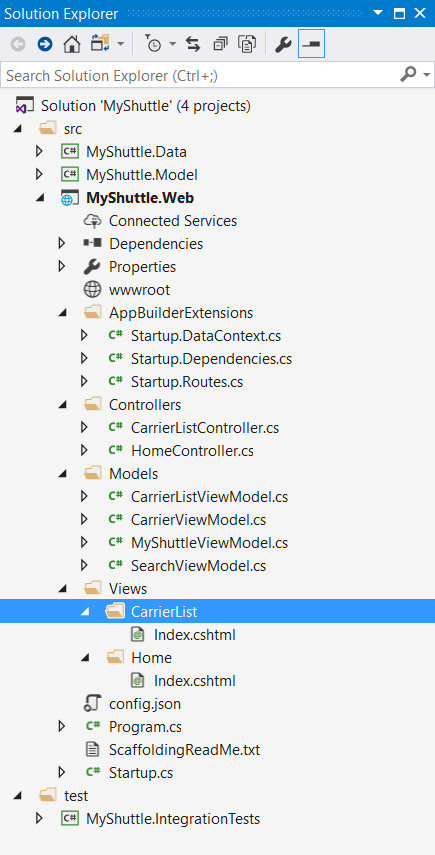 Solution Explorer
Search Solution Explorer (Ctrl+;)
Solution 'MyShuttle' (4 projects)
src
C# MyShuttle.Data
C# MyShuttle.Model
MyShuttle.Web
Connected Services
Dependencies
Properties
wwwroot
AppBuilderExtensions
C# Startup.DataContext.cs
C# Startup.Dependencies.cs
C# Startup.Routes.cs
Controllers
C# CarrierListController.cs
C# HomeController.cs
Models
C# CarrierListViewModel.cs
C# CarrierViewModel.cs
C# MyShuttleViewModel.cs
C# SearchViewModel.cs
Views
CarrierList
@ Index.cshtml
Home
@ Index.cshtml
config.json
C# Program.cs
ScaffoldingReadMe.txt
C# Startup.cs
test
C# MyShuttle.IntegrationTests